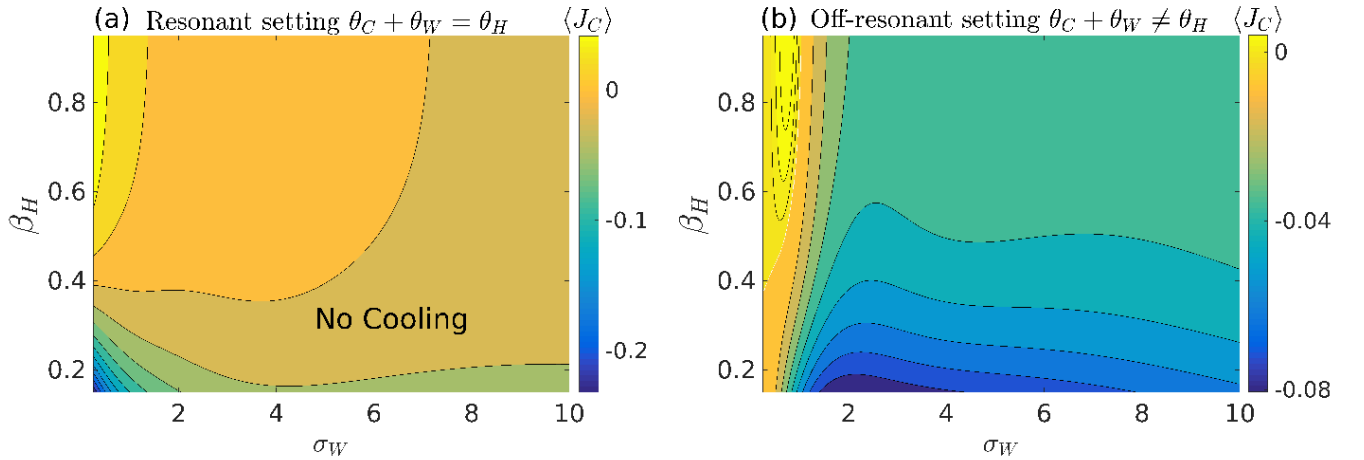 (a) Resonant setting θ_C + θ_W = θ_H ⟨J_C⟩
0.8
0.6
0.4
0.2
β_H
No Cooling
2 4 6 8 10
σ_W
0
-0.1
-0.2
(b) Off-resonant setting θ_C + θ_W ≠ θ_H ⟨J_C⟩
0.8
0.6
0.4
0.2
β_H
2 4 6 8 10
σ_W
0
-0.04
-0.08